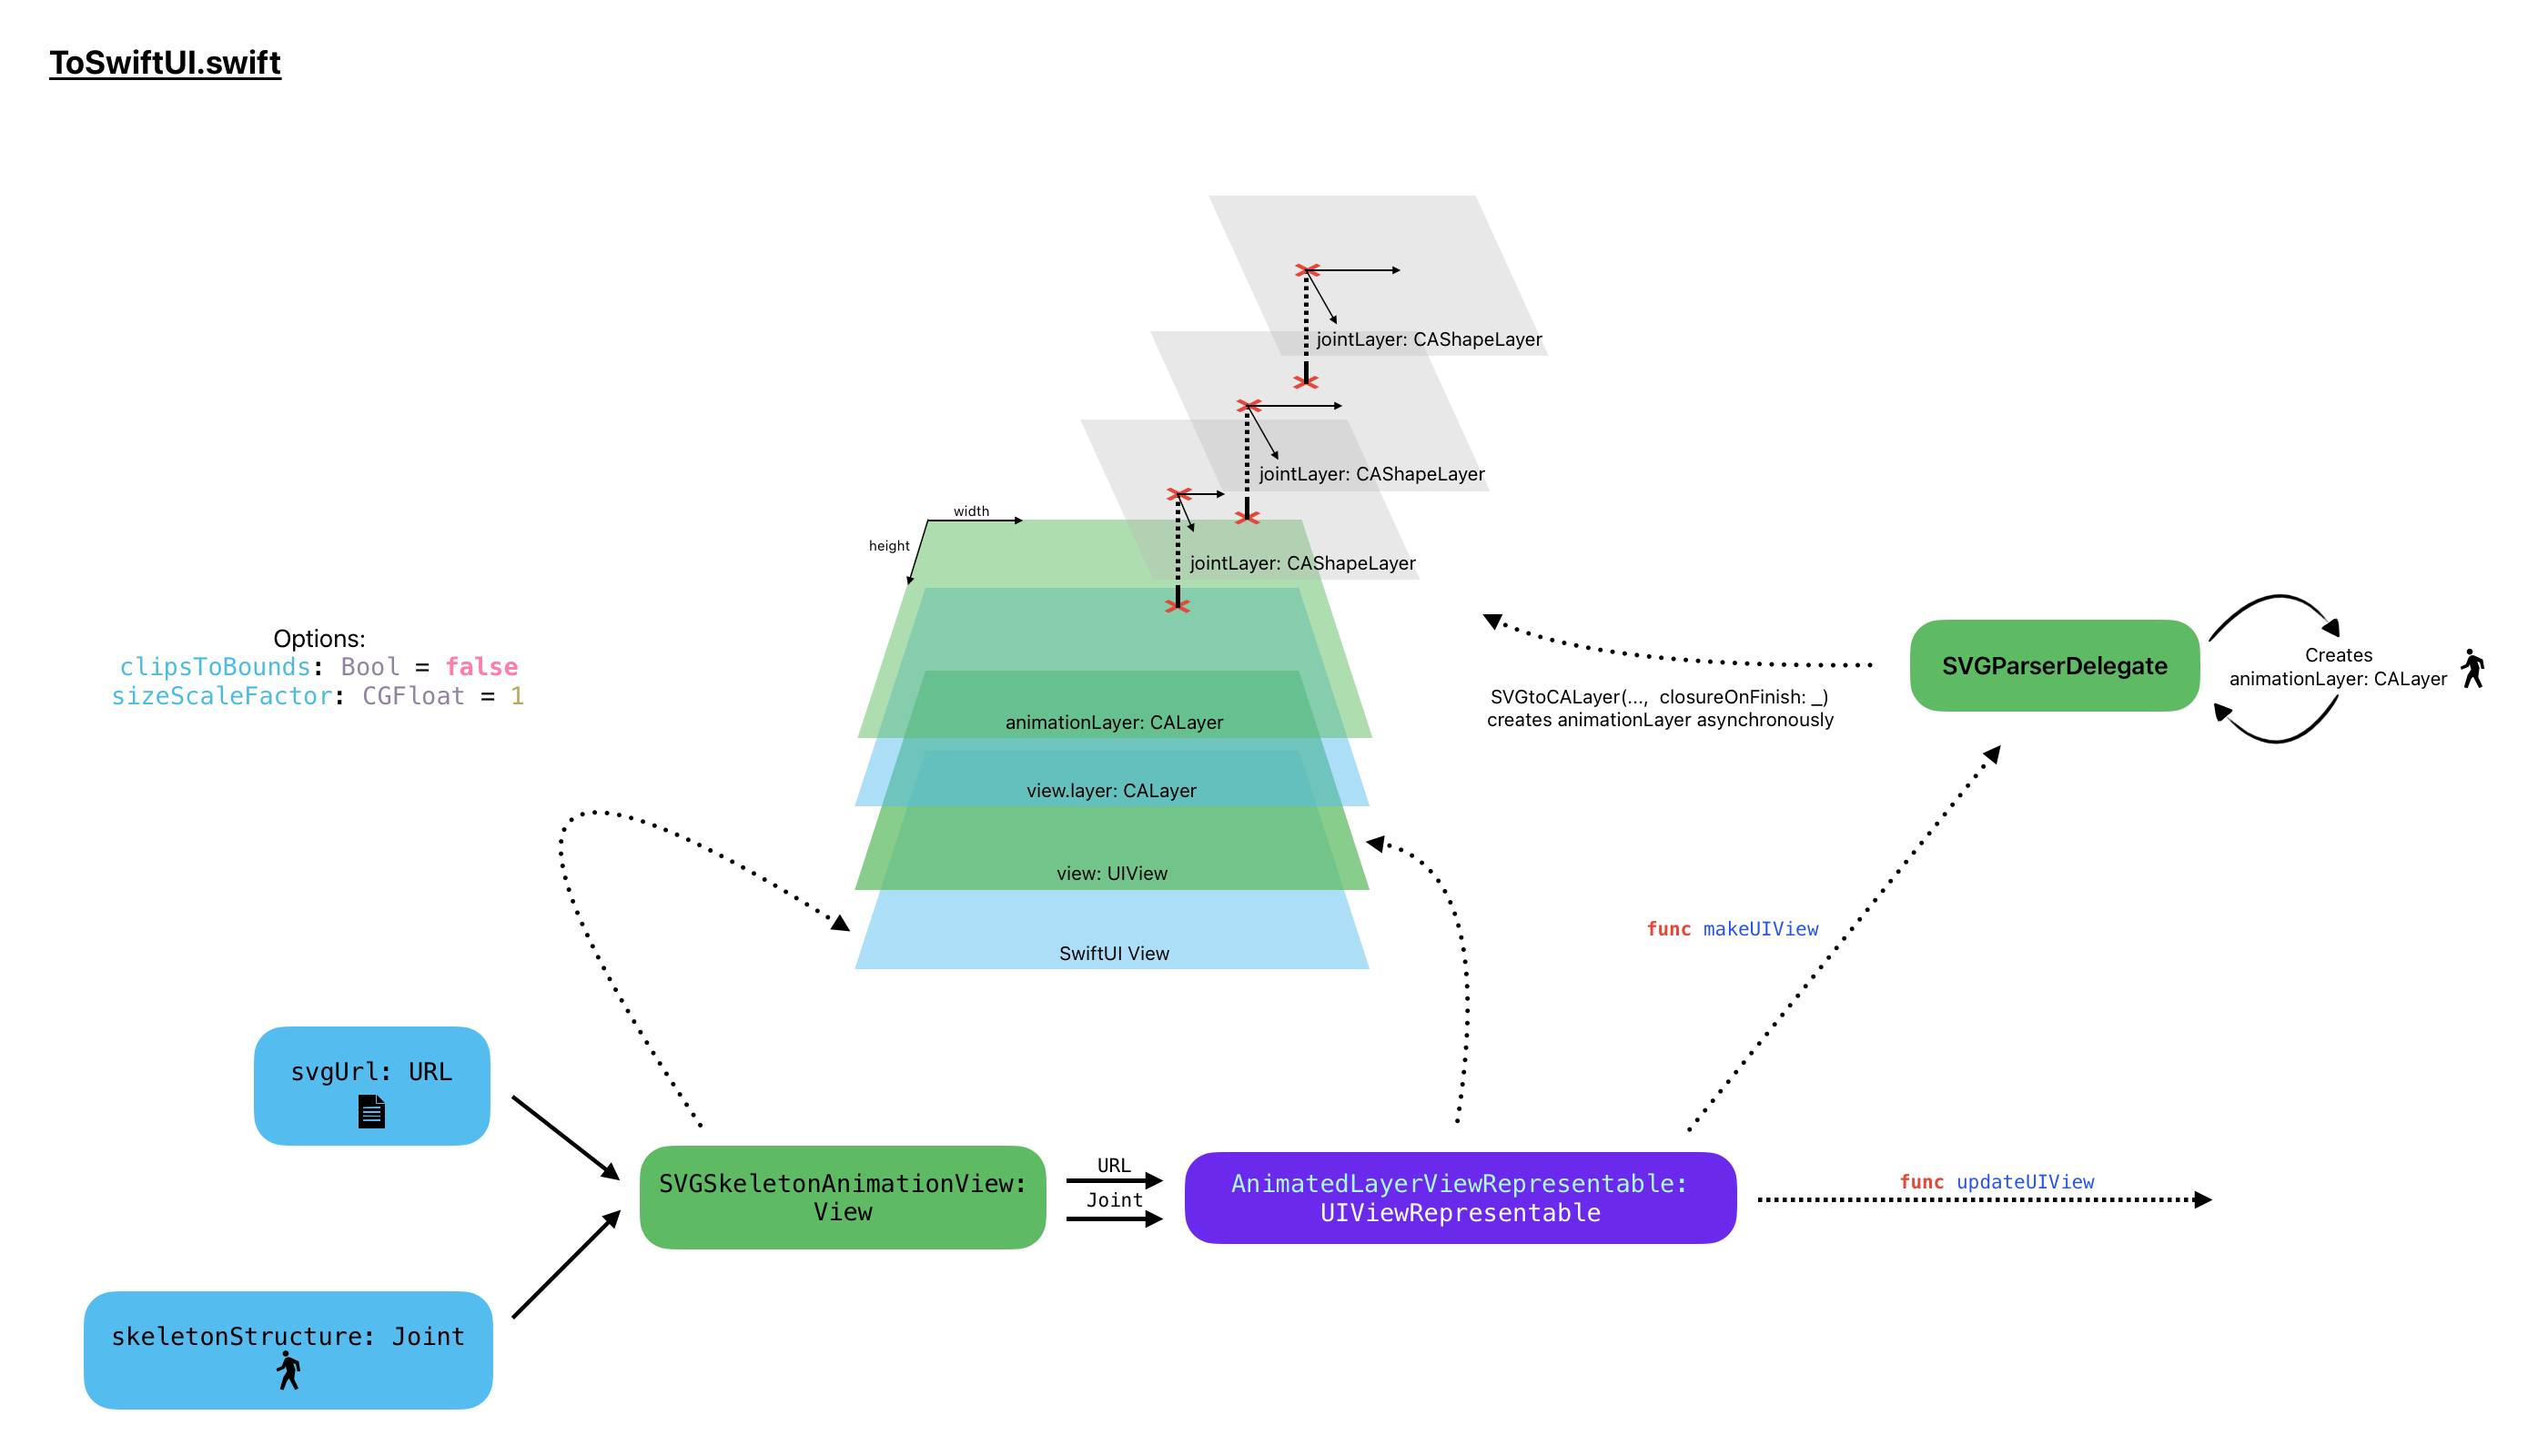 ToSwiftUI.swift
jointLayer: CAShapeLayer
jointLayer: CAShapeLayer
width
height
jointLayer: CAShapeLayer
Options:
clipsToBounds: Bool = false
sizeScaleFactor: CGFloat = 1
animationLayer: CALayer
view.layer: CALayer
view: UIView
SwiftUI View
SVGtoCALayer(..., closureOnFinish: _)
creates animationLayer asynchronously
SVGParserDelegate
Creates
animationLayer: CALayer
func makeUIView
svgUrl: URL
skeletonStructure: Joint
SVGSkeletonAnimationView:
View
URL
Joint
AnimatedLayerViewRepresentable:
UIViewRepresentable
func updateUIView